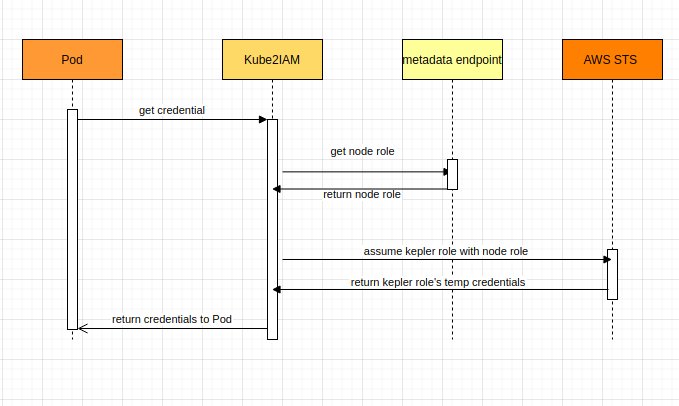 Pod
Kube2IAM
metadata endpoint
AWS STS
get credential
get node role
return node role
assume kepler role with node role
return kepler role's temp credentials
return credentials to Pod